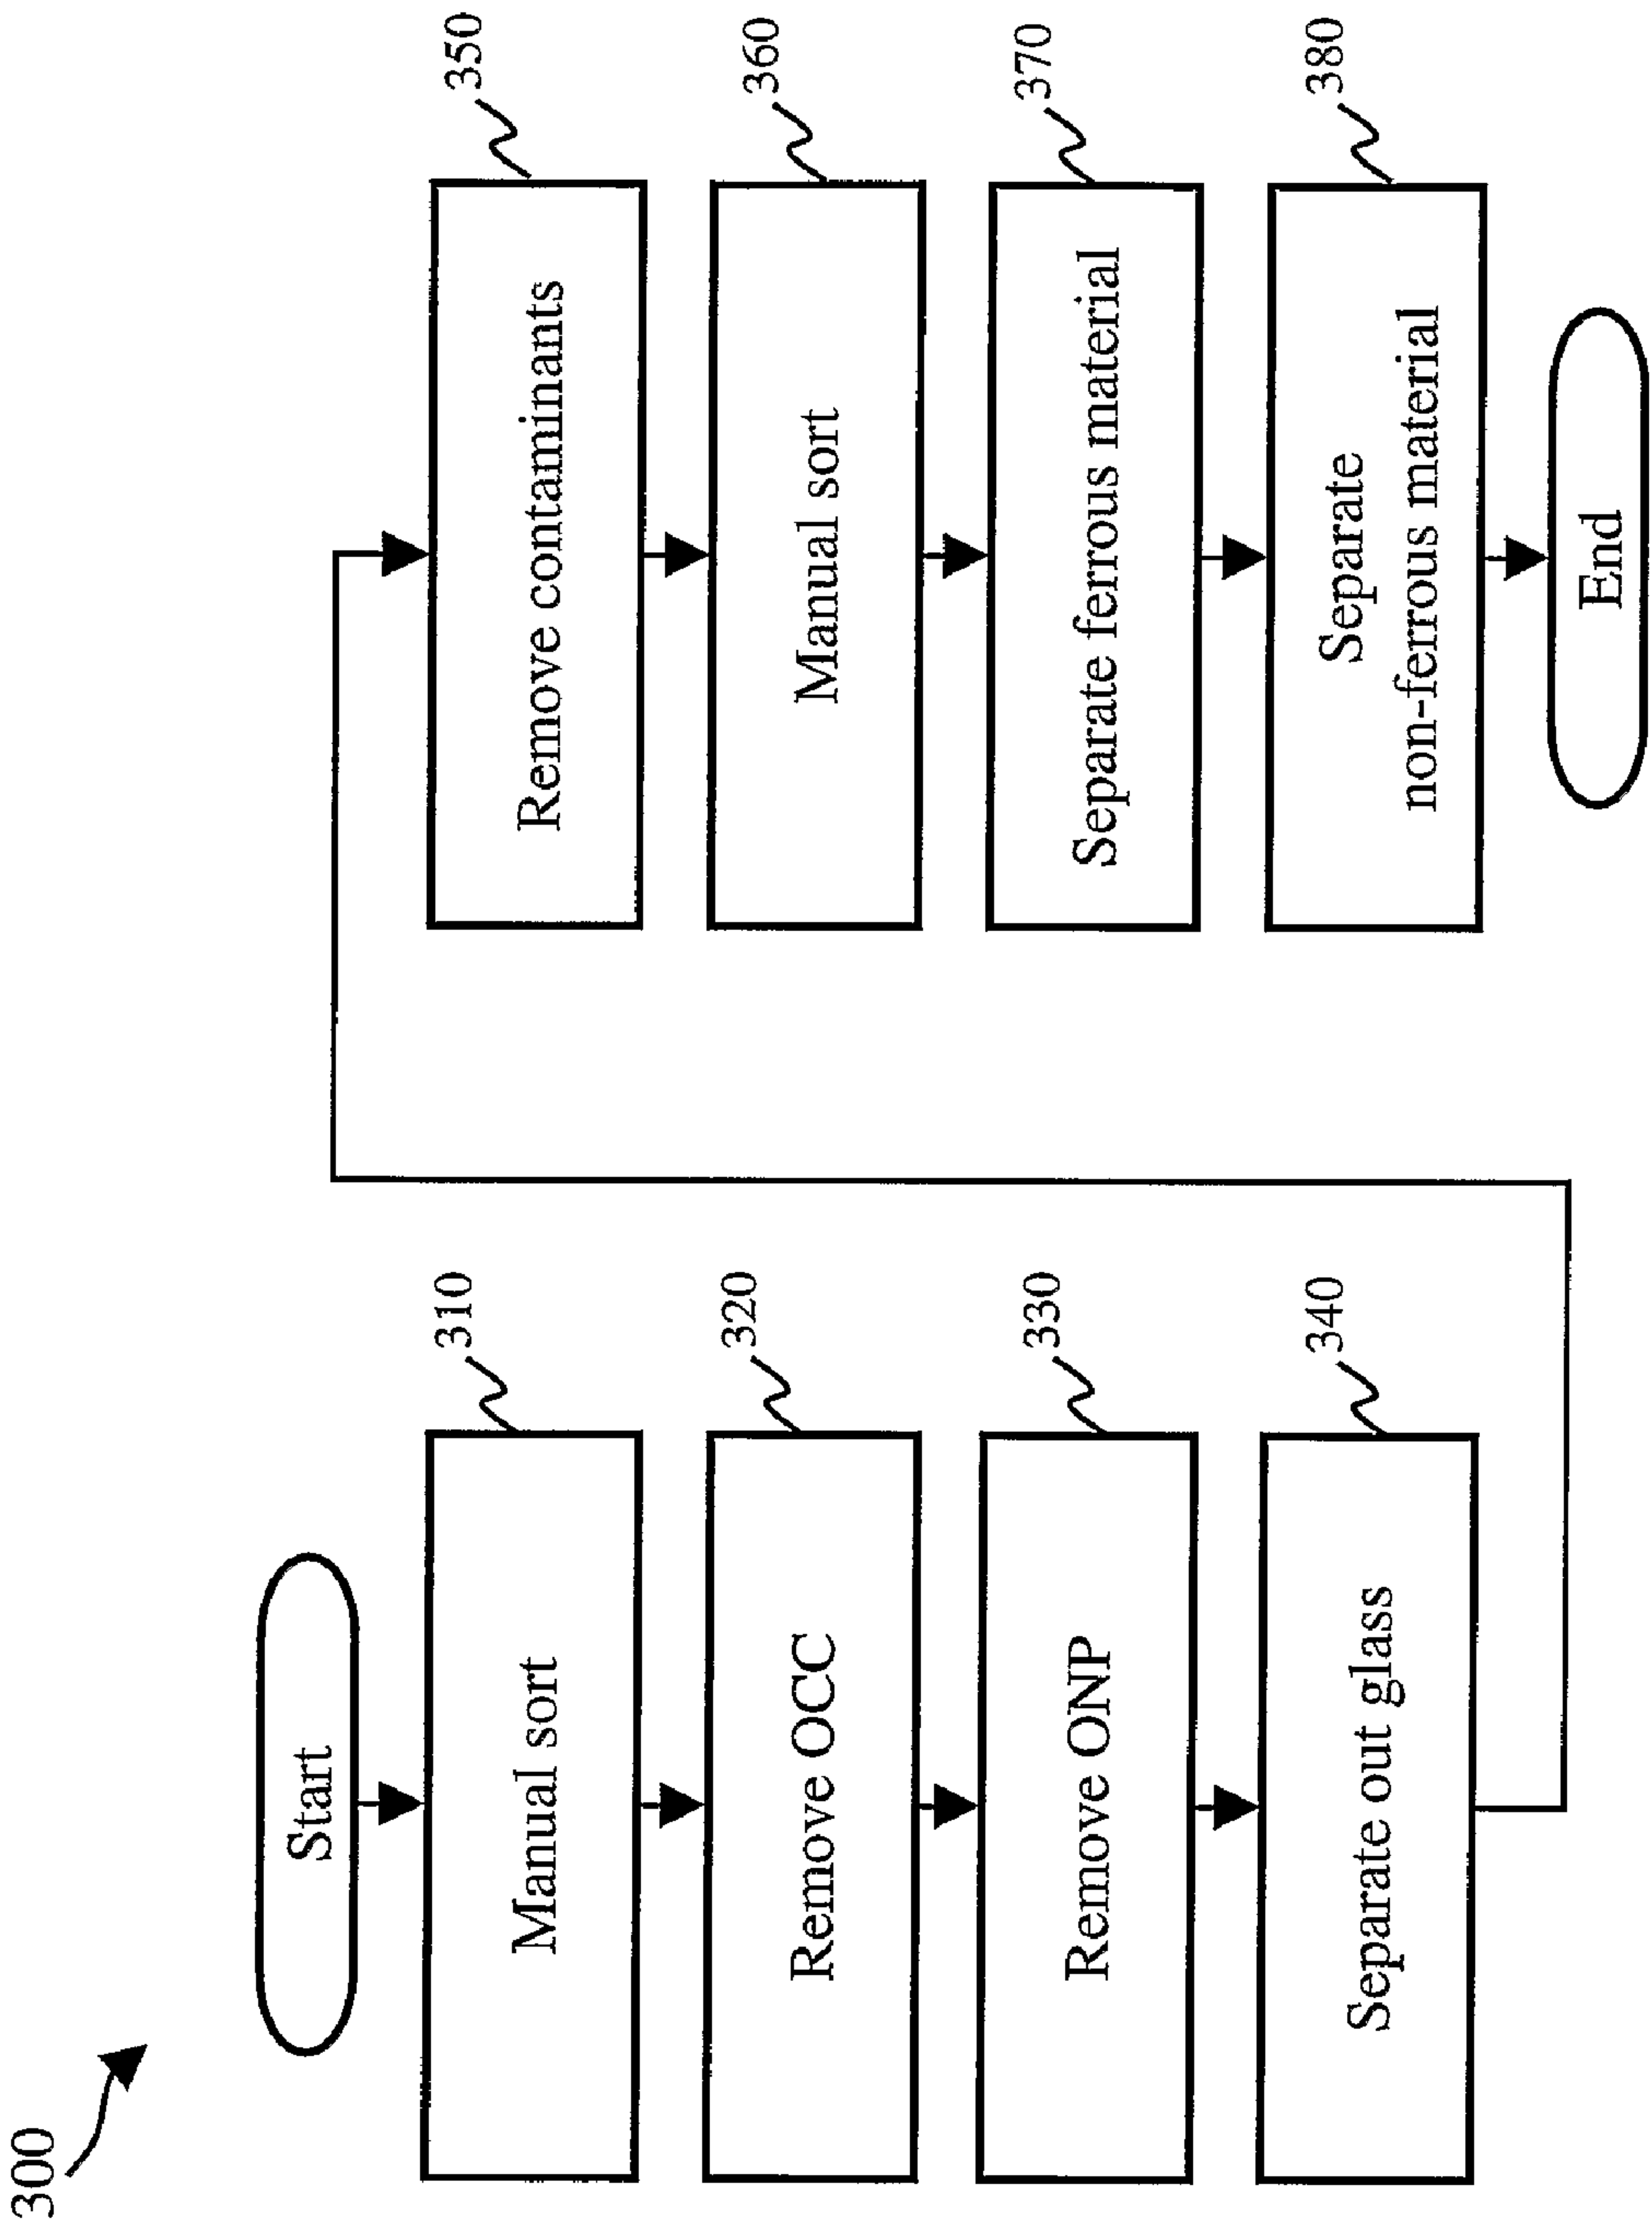 300
Start
Manual sort
310
Remove OCC
320
Remove ONP
330
Separate out glass
340
Remove contaminants
350
Manual sort
360
Separate ferrous material
370
Separate
non-ferrous material
380
End